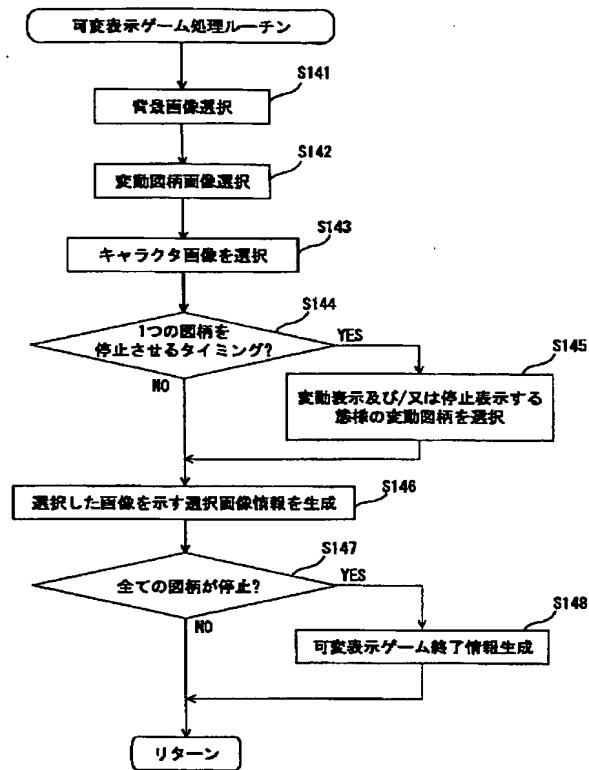 可変表示ゲーム処理ルーチン
S141
背景画像選択
S142
変動図柄画像選択
S143
キャラクタ画像を選択
S144
1つの図柄を
停止させるタイミング?
YES
NO
S145
変動表示及び/又は停止表示する
態様の変動図柄を選択
S146
選択した画像を示す選択画像情報を生成
S147
全ての図柄が停止?
YES
NO
S148
可変表示ゲーム終了情報生成
リターン